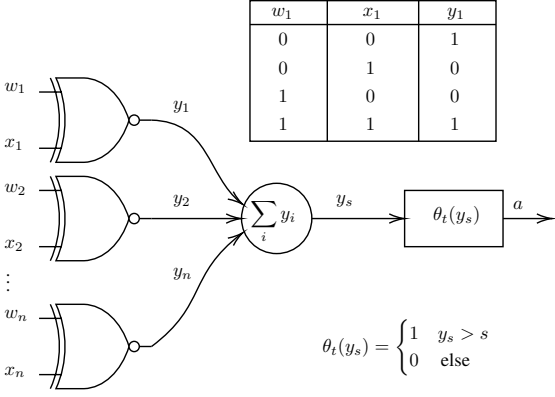 w₁ x₁ y₁
0 0 1
0 1 0
1 0 0
1 1 1
w₁
x₁
y₁
w₂
x₂
y₂
⋮
wₙ
xₙ
yₙ
∑ᵢ yᵢ
yₛ
θₜ(yₛ)
a
θₜ(yₛ) = { 1 yₛ > s
0 else